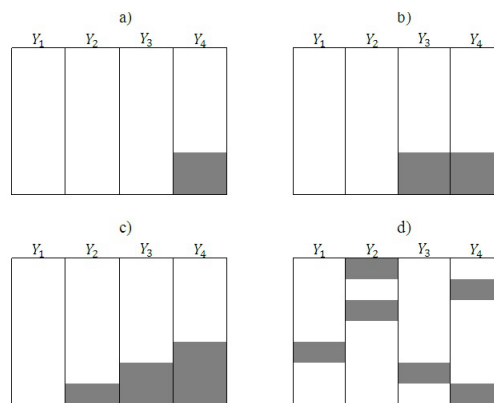 a)
Y₁ Y₂ Y₃ Y₄
b)
Y₁ Y₂ Y₃ Y₄
c)
Y₁ Y₂ Y₃ Y₄
d)
Y₁ Y₂ Y₃ Y₄